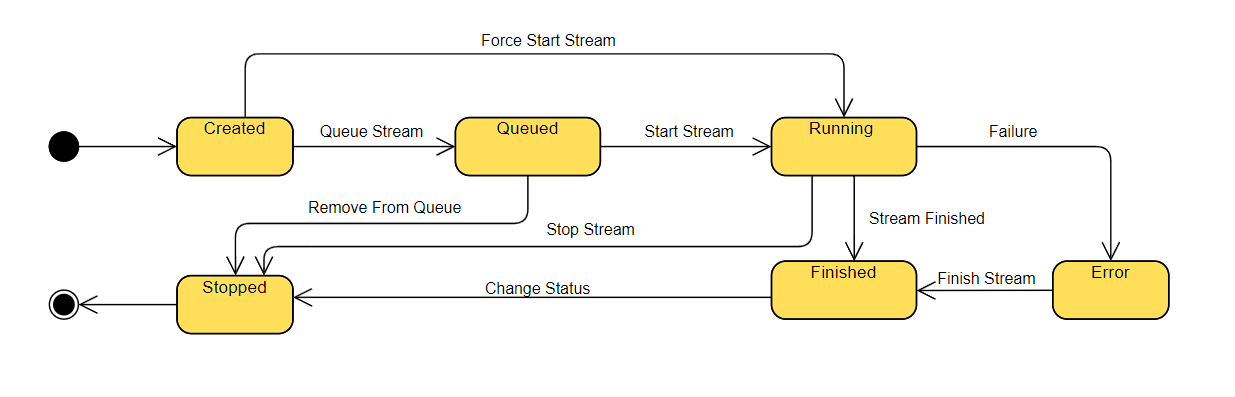 Force Start Stream
Created
Queue Stream
Queued
Start Stream
Running
Failure
Remove From Queue
Stop Stream
Stream Finished
Stopped
Change Status
Finished
Finish Stream
Error